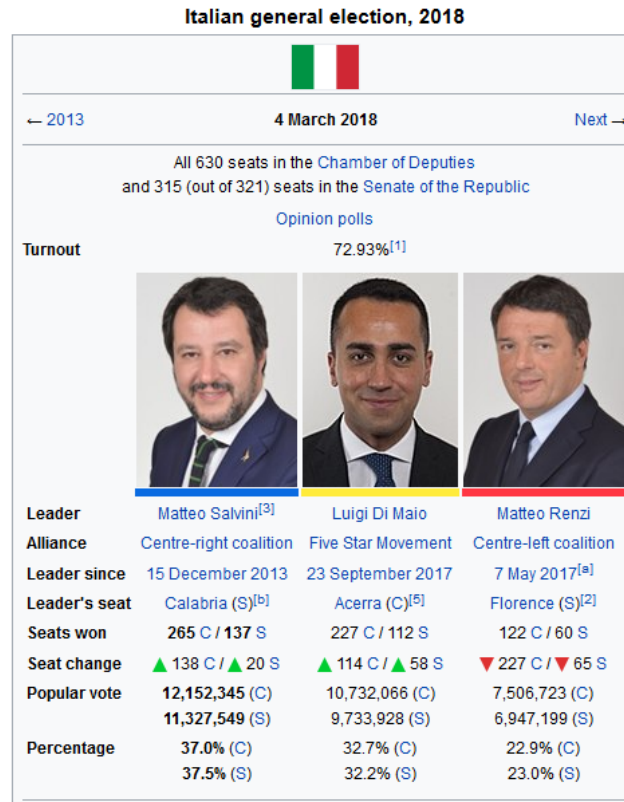 Italian general election, 2018
← 2013 4 March 2018 Next →
All 630 seats in the Chamber of Deputies
and 315 (out of 321) seats in the Senate of the Republic
Opinion polls
Turnout 72.93%[1]
Leader Matteo Salvini[3] Luigi Di Maio Matteo Renzi
Alliance Centre-right coalition Five Star Movement Centre-left coalition
Leader since 15 December 2013 23 September 2017 7 May 2017[a]
Leader's seat Calabria (S)[b] Acerra (C)[5] Florence (S)[2]
Seats won 265 C / 137 S 227 C / 112 S 122 C / 60 S
Seat change ▲ 138 C / ▲ 20 S ▲ 114 C / ▲ 58 S ▼ 227 C / ▼ 65 S
Popular vote 12,152,345 (C) 10,732,066 (C) 7,506,723 (C)
11,327,549 (S) 9,733,928 (S) 6,947,199 (S)
Percentage 37.0% (C) 32.7% (C) 22.9% (C)
37.5% (S) 32.2% (S) 23.0% (S)